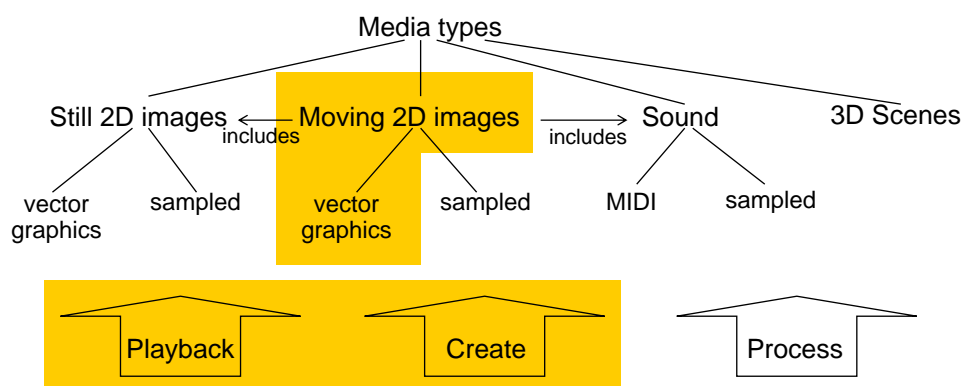 Media types
Still 2D images
includes
Moving 2D images
includes
Sound
3D Scenes
vector
graphics
sampled
vector
graphics
sampled
MIDI
sampled
Playback
Create
Process